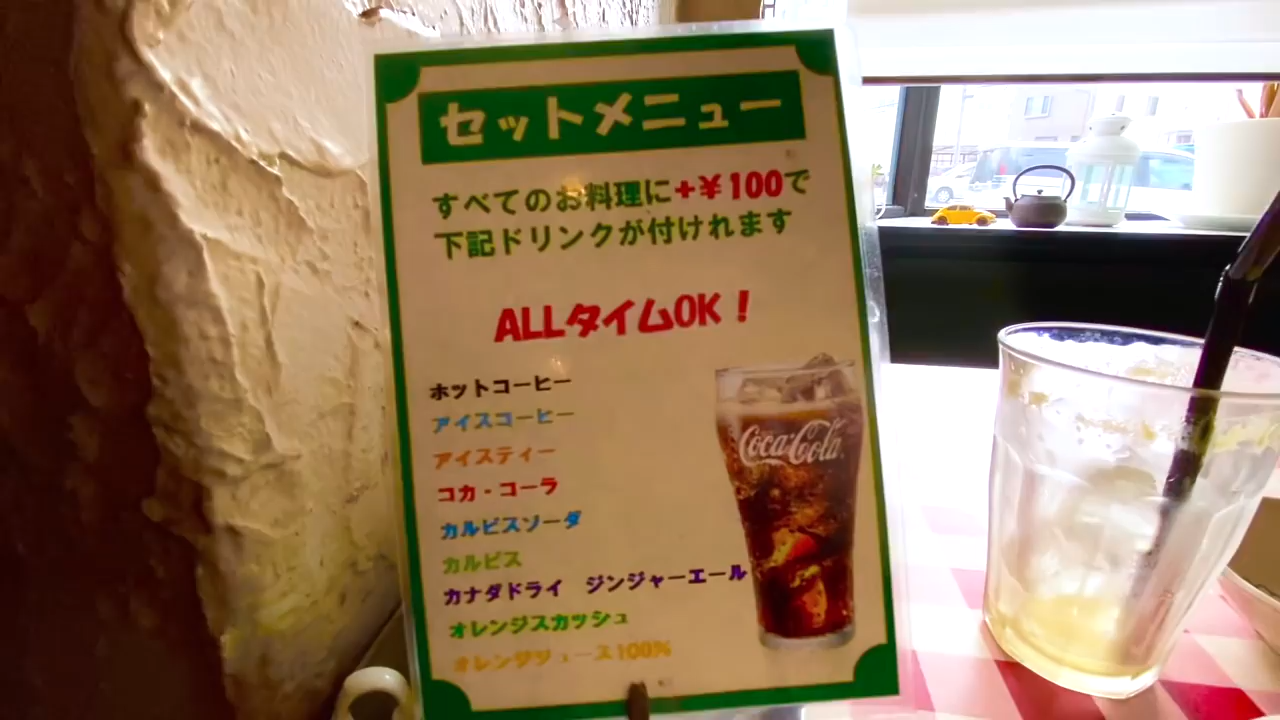 セットメニュー
すべてのお料理に+¥100で
下記ドリンクが付けれます
ALLタイムOK！
ホットコーヒー
アイスコーヒー
アイスティー
コカ・コーラ
カルピスソーダ
カルピス
カナダドライ　ジンジャーエール
オレンジスカッシュ
オレンジジュース100%
Coca-Cola